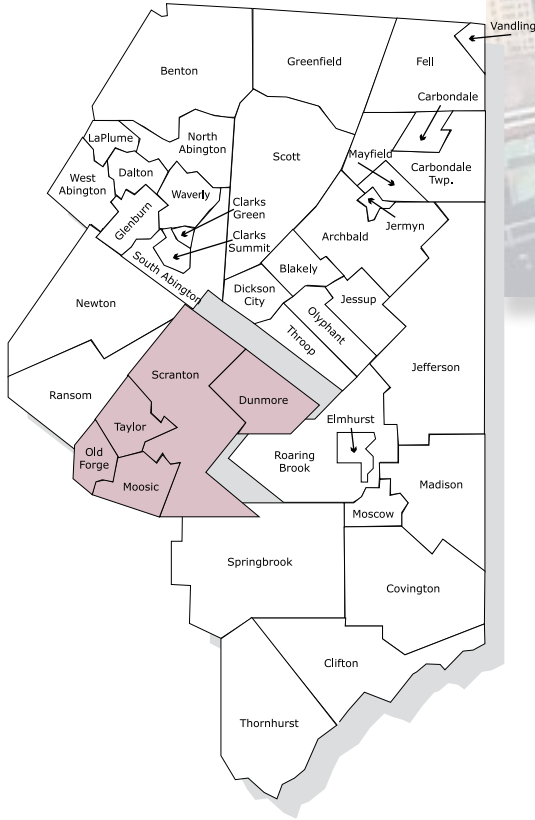 Vandling
Benton
Greenfield
Fell
Carbondale
LaPlume
North
Abington
Scott
Mayfield
Carbondale
Twp.
West
Abington
Dalton
Waverly
Glenburn
Clarks
Green
Clarks
Summit
Jermyn
Archbald
South Abington
Blakely
Dickson
City
Jessup
Olyphant
Throop
Newton
Jefferson
Scranton
Ransom
Dunmore
Taylor
Elmhurst
Old
Forge
Roaring
Brook
Moosic
Madison
Moscow
Springbrook
Covington
Clifton
Thornhurst